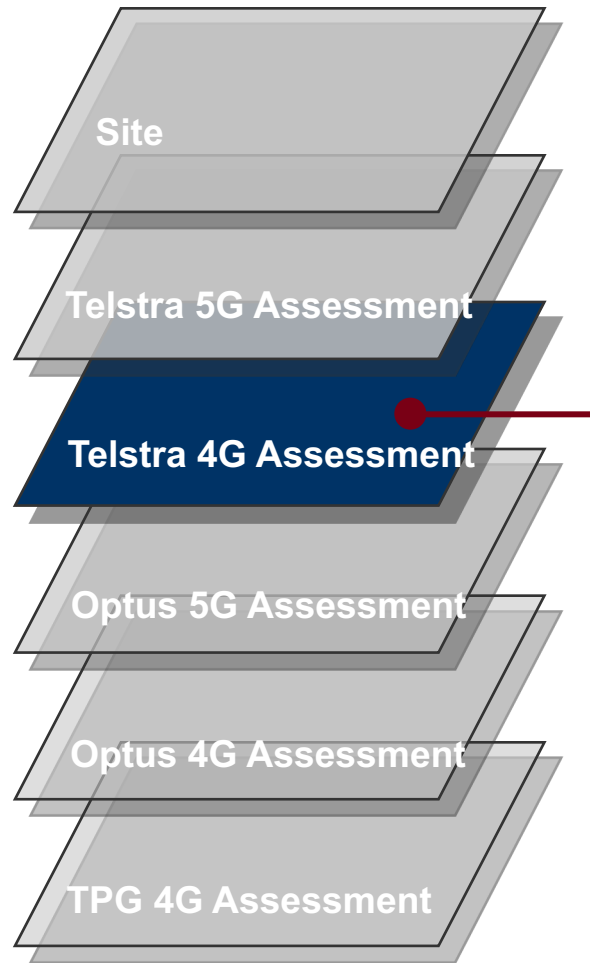 Site
Telstra 5G Assessment
Telstra 4G Assessment
Optus 5G Assessment
Optus 4G Assessment
TPG 4G Assessment